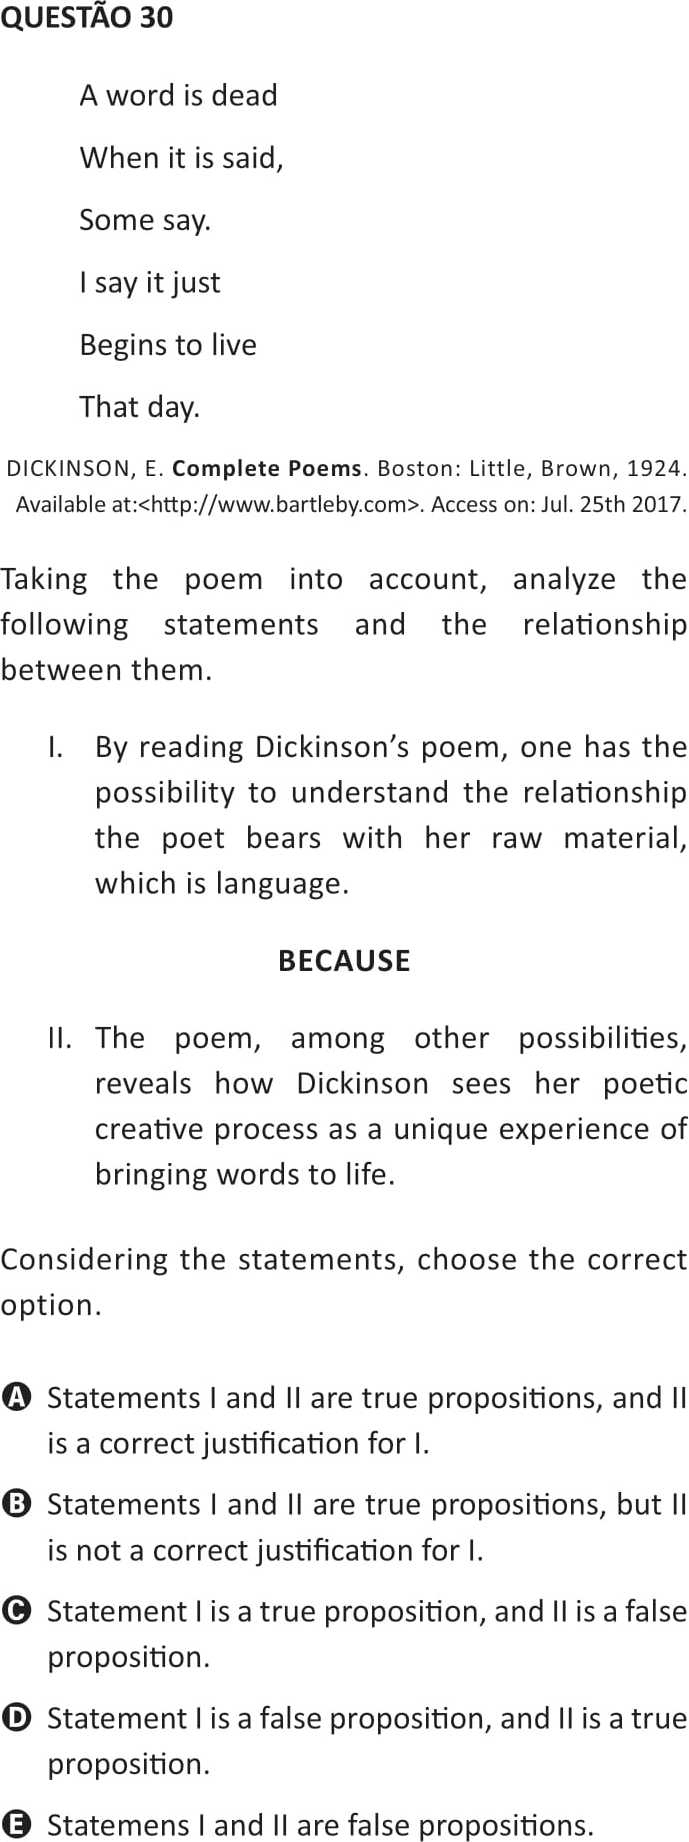 QUESTÃO 30
A word is dead
When it is said,
Some say.
I say it just
Begins to live
That day.
DICKINSON, E. Complete Poems. Boston: Little, Brown, 1924.
Available at:<http://www.bartleby.com>. Access on: Jul. 25th 2017.
Taking the poem into account, analyze the
following statements and the relationship
between them.
I. By reading Dickinson’s poem, one has the
possibility to understand the relationship
the poet bears with her raw material,
which is language.
BECAUSE
II. The poem, among other possibilities,
reveals how Dickinson sees her poetic
creative process as a unique experience of
bringing words to life.
Considering the statements, choose the correct
option.
A Statements I and II are true propositions, and II
is a correct justification for I.
B Statements I and II are true propositions, but II
is not a correct justification for I.
C Statement I is a true proposition, and II is a false
proposition.
D Statement I is a false proposition, and II is a true
proposition.
E Statemens I and II are false propositions.